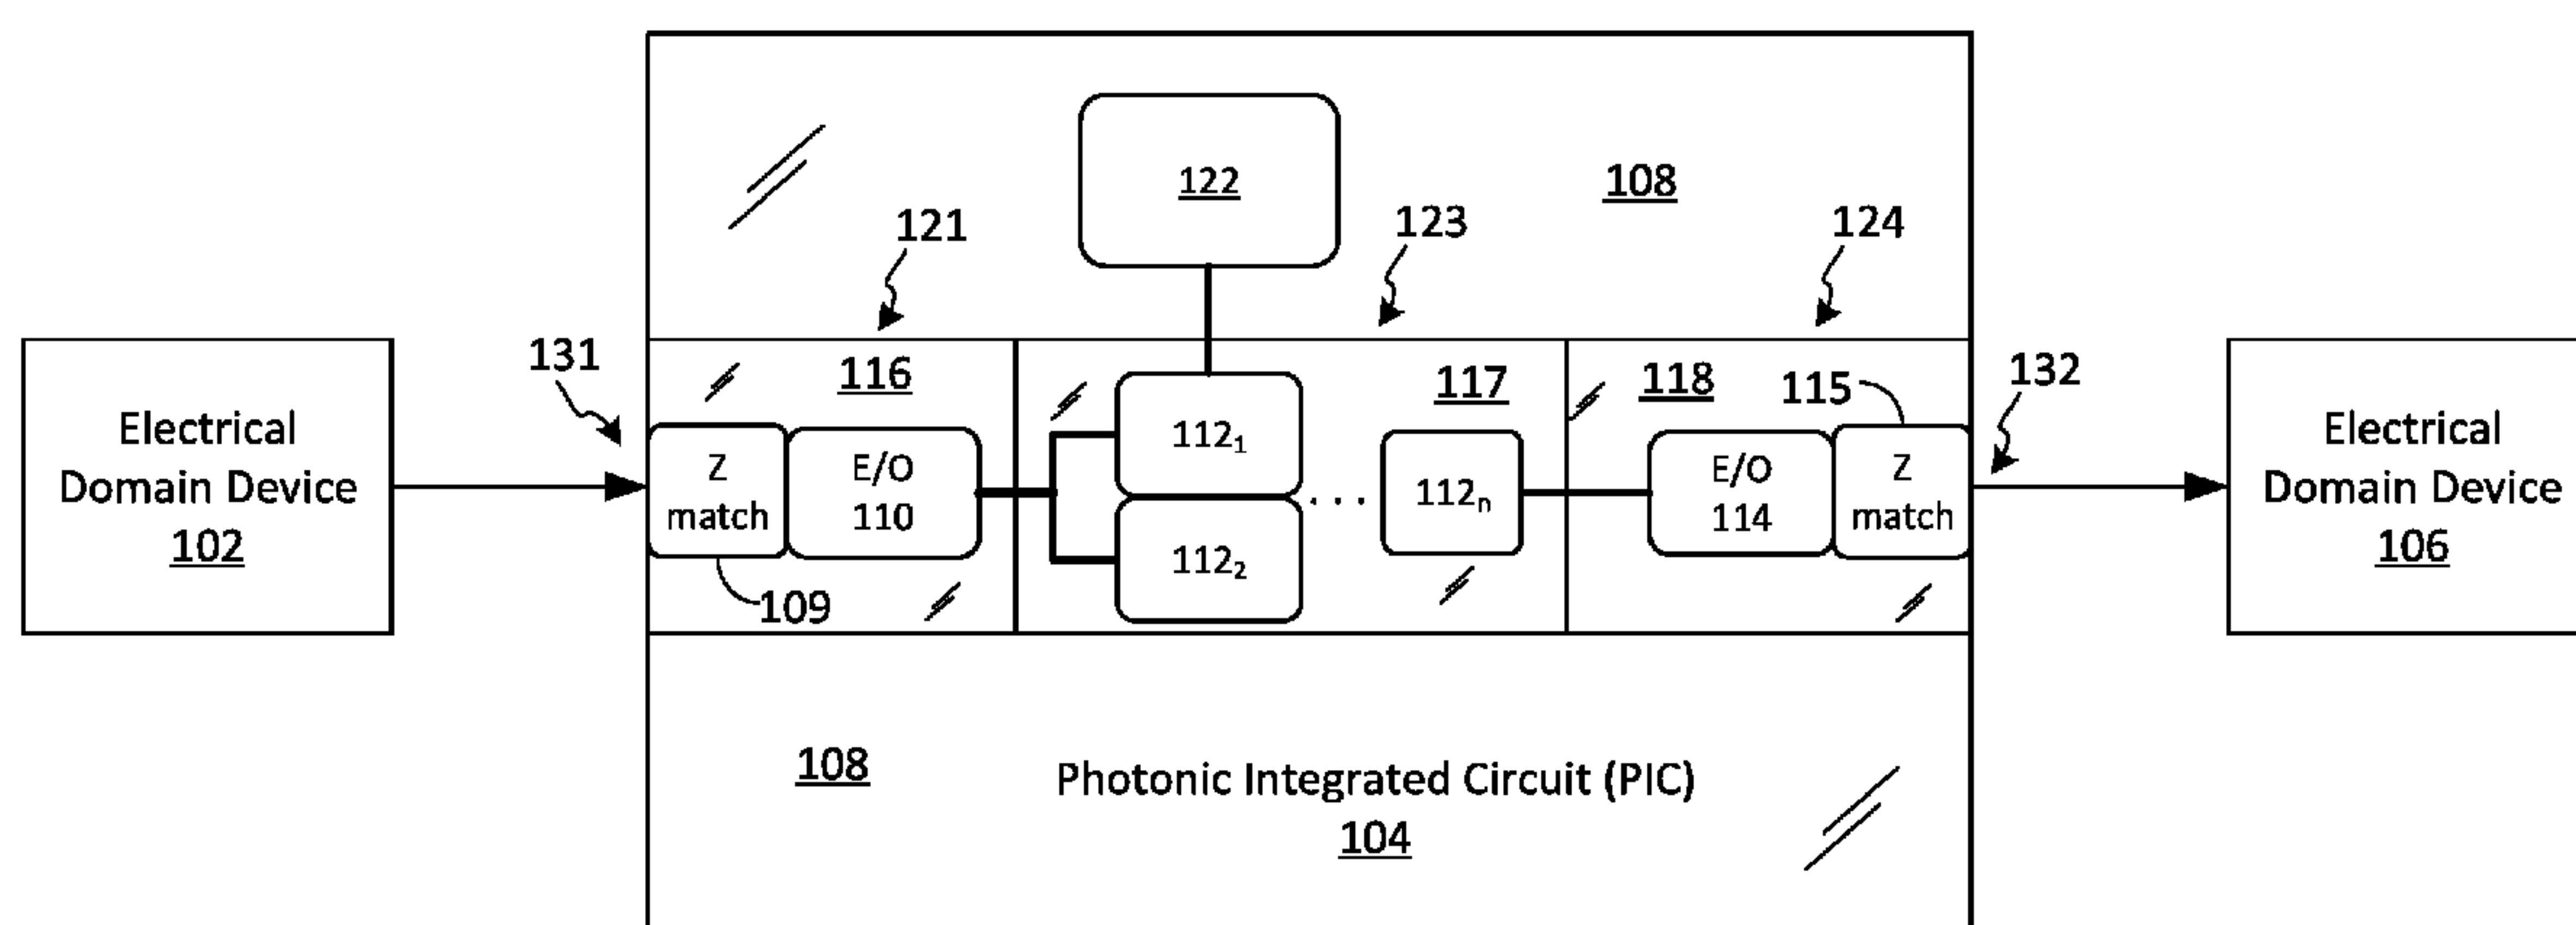 122
108
121
123
124
131
116
117
118
115
132
Electrical
Domain Device
102
Z
match
E/O
110
112₁
112₂
. . .
112ₙ
E/O
114
Z
match
Electrical
Domain Device
106
109
108
Photonic Integrated Circuit (PIC)
104